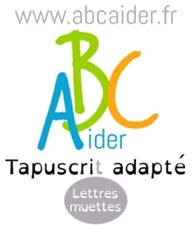 www.abcaider.fr
ABC
Aider
Tapuscrit adapté
Lettres
muettes